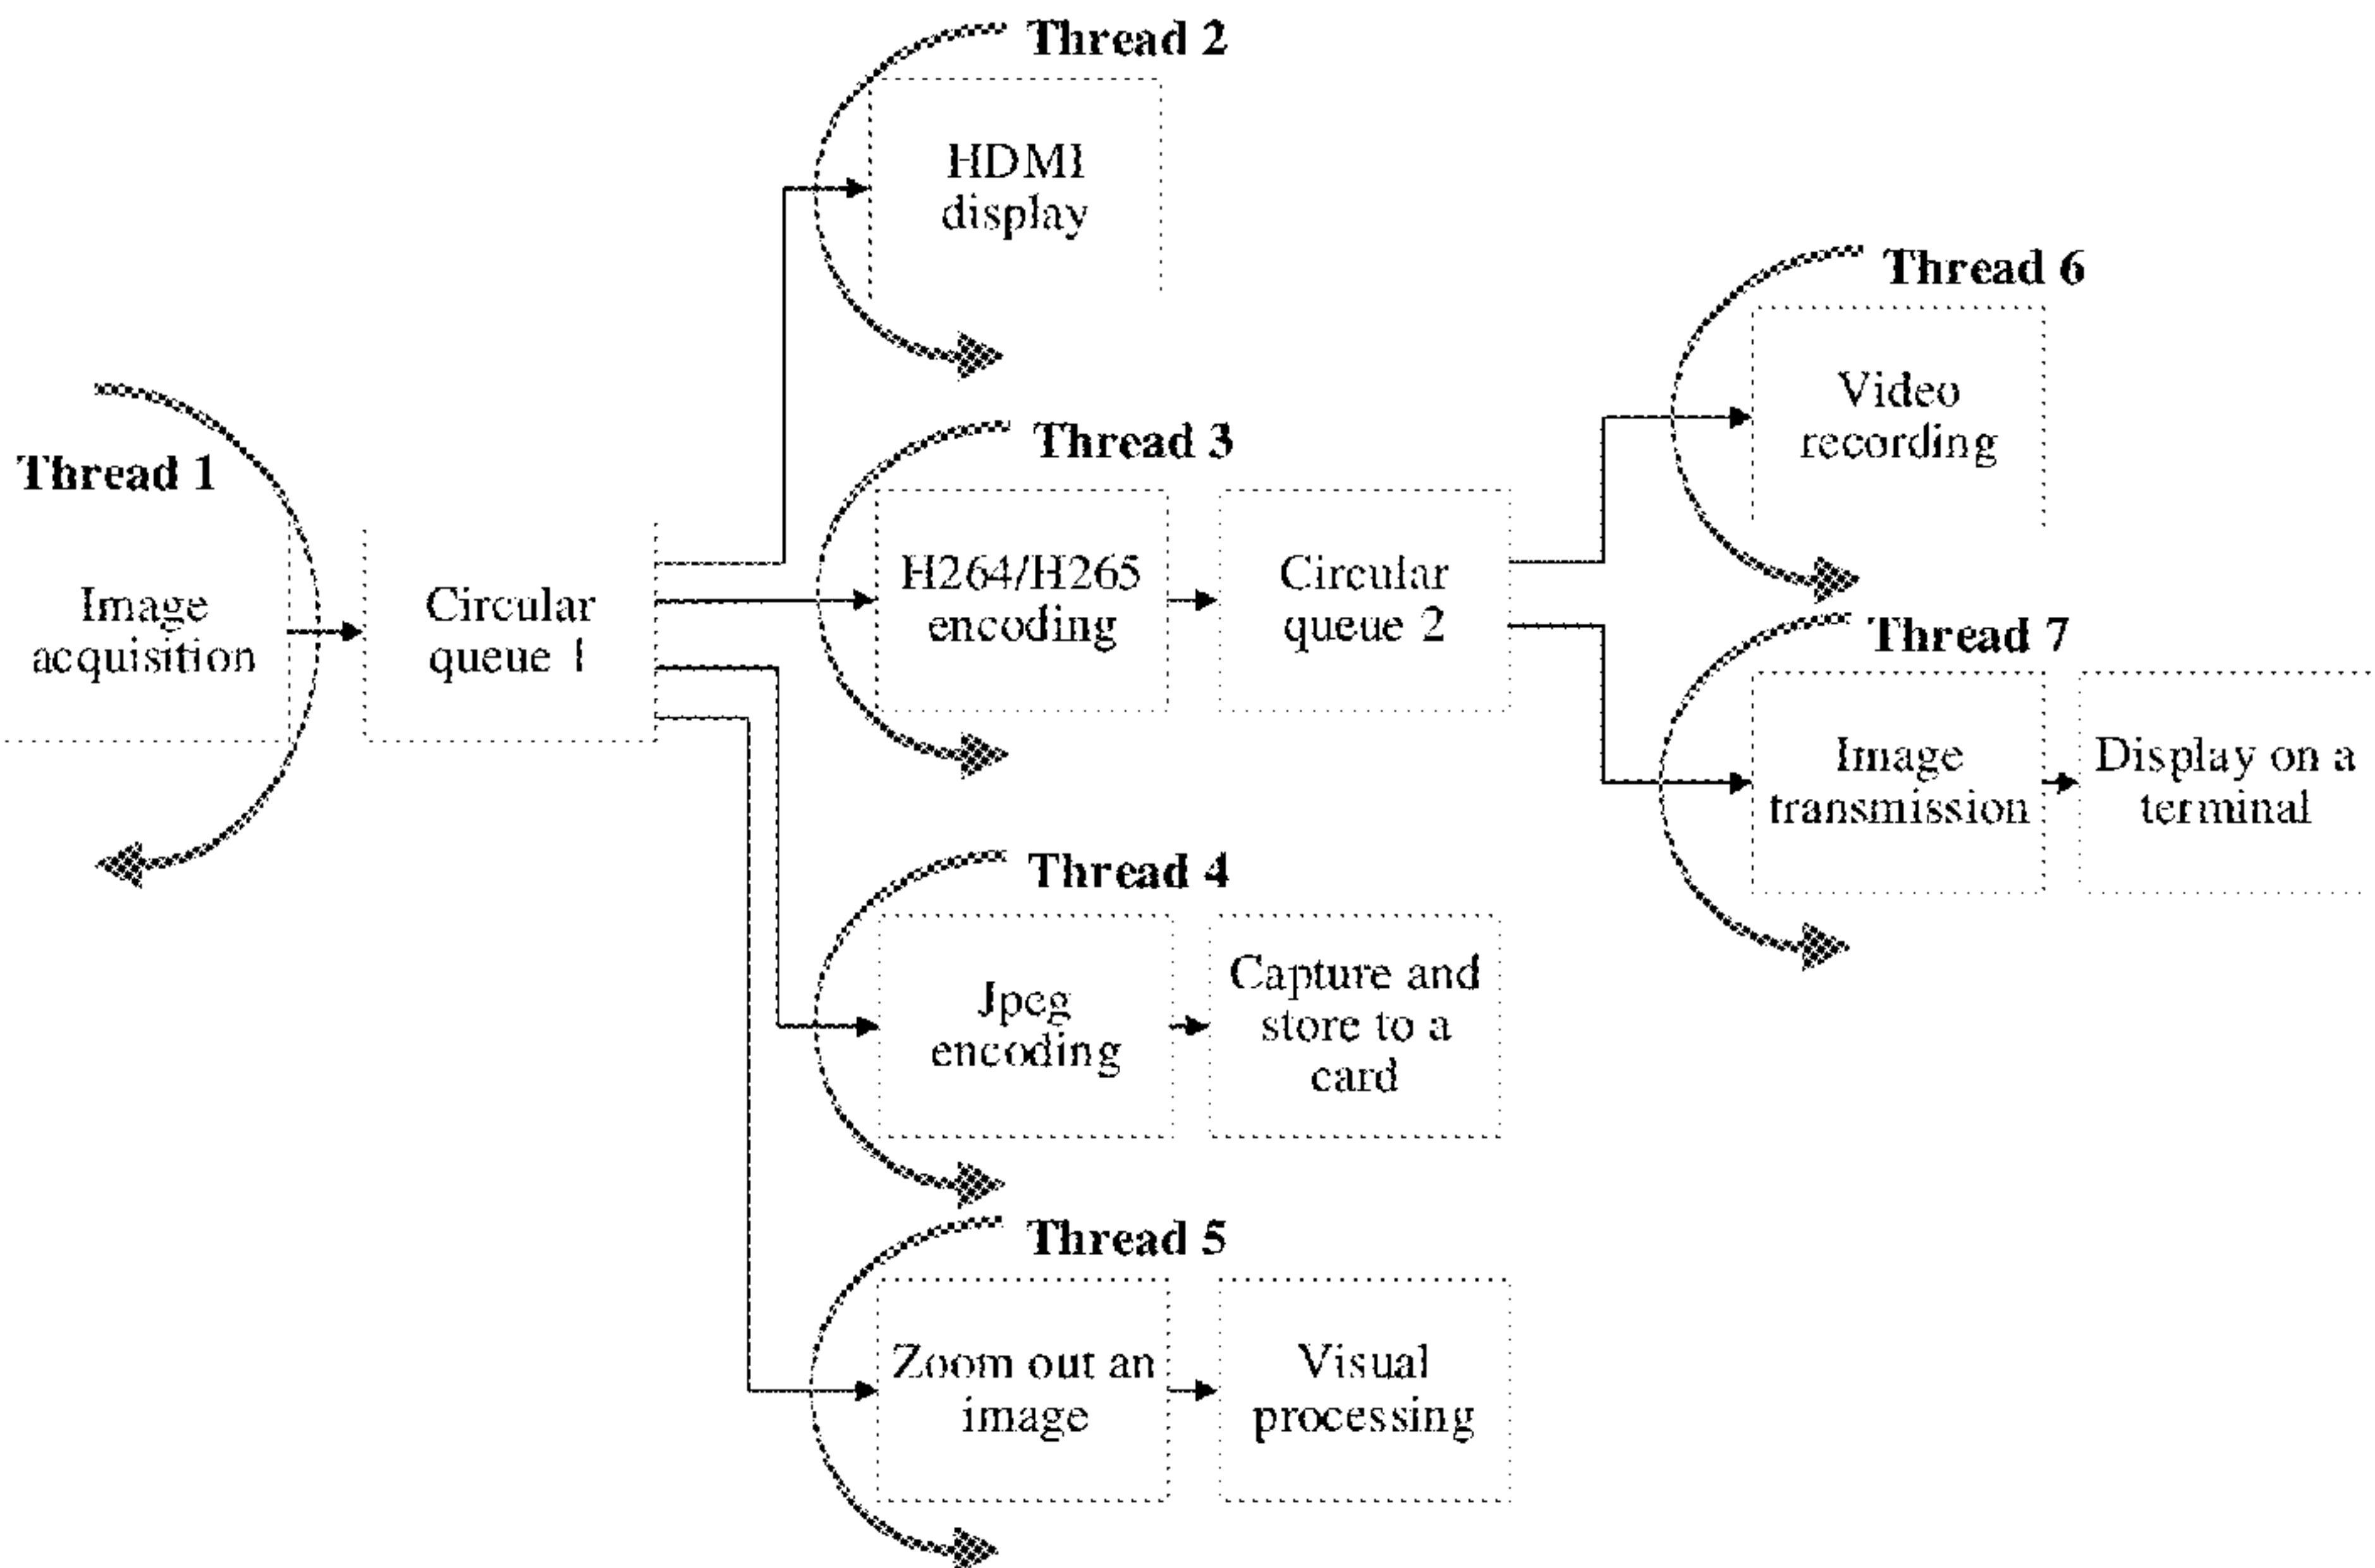 Thread 2
HDMI
display
Thread 6
Video
recording
Thread 3
H264/H265
encoding
Circular
queue 2
Thread 1
Image
acquisition
Circular
queue 1
Thread 7
Image
transmission
Display on a
terminal
Thread 4
Jpeg
encoding
Capture and
store to a
card
Thread 5
Zoom out an
image
Visual
processing